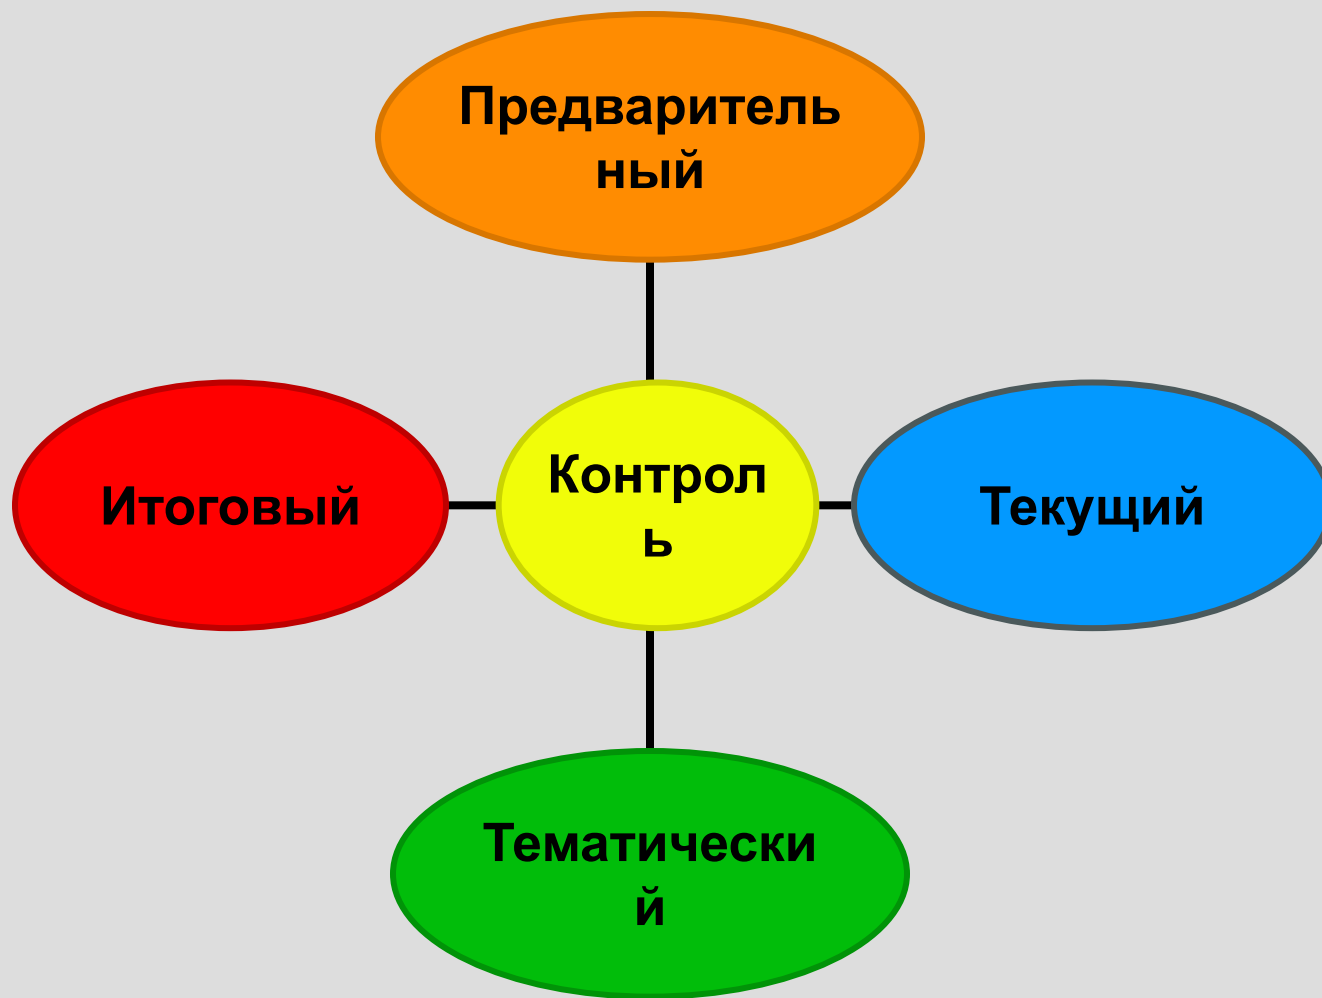 Предваритель
ный
Итоговый
Контрол
ь
Текущий
Тематически
й